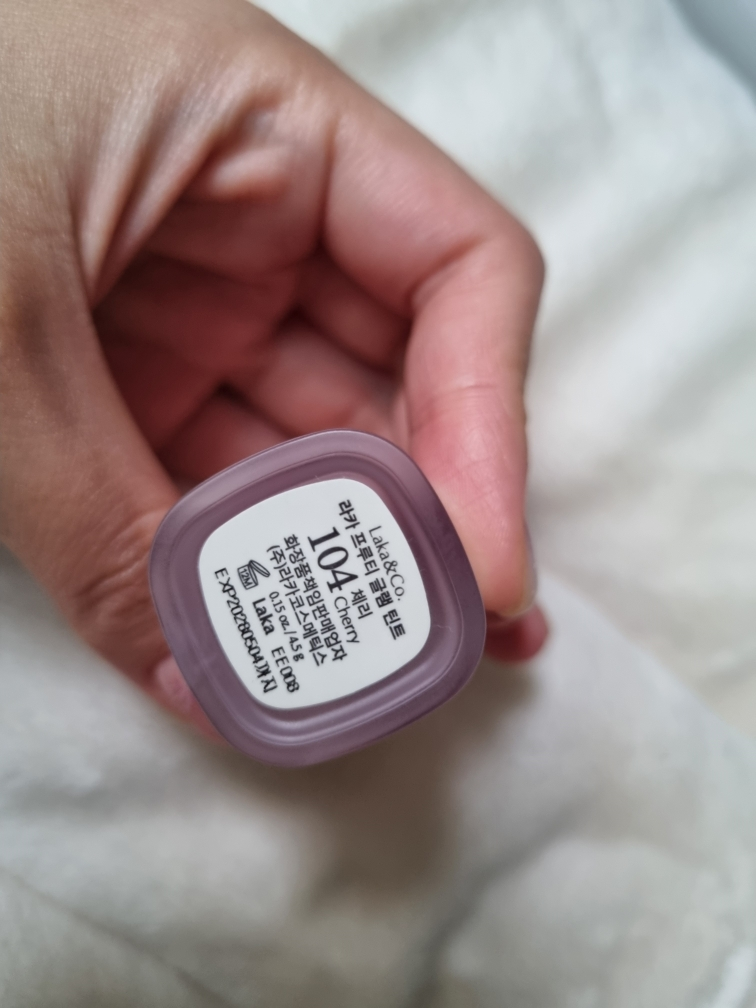 Laka&Co.
라카 프루티 글램 틴트
104 체리
Cherry
화장품책임판매업자
(주)라카코스메틱스
0.15 oz. / 4.5 g
12M Laka EE008
EXP20280504까지